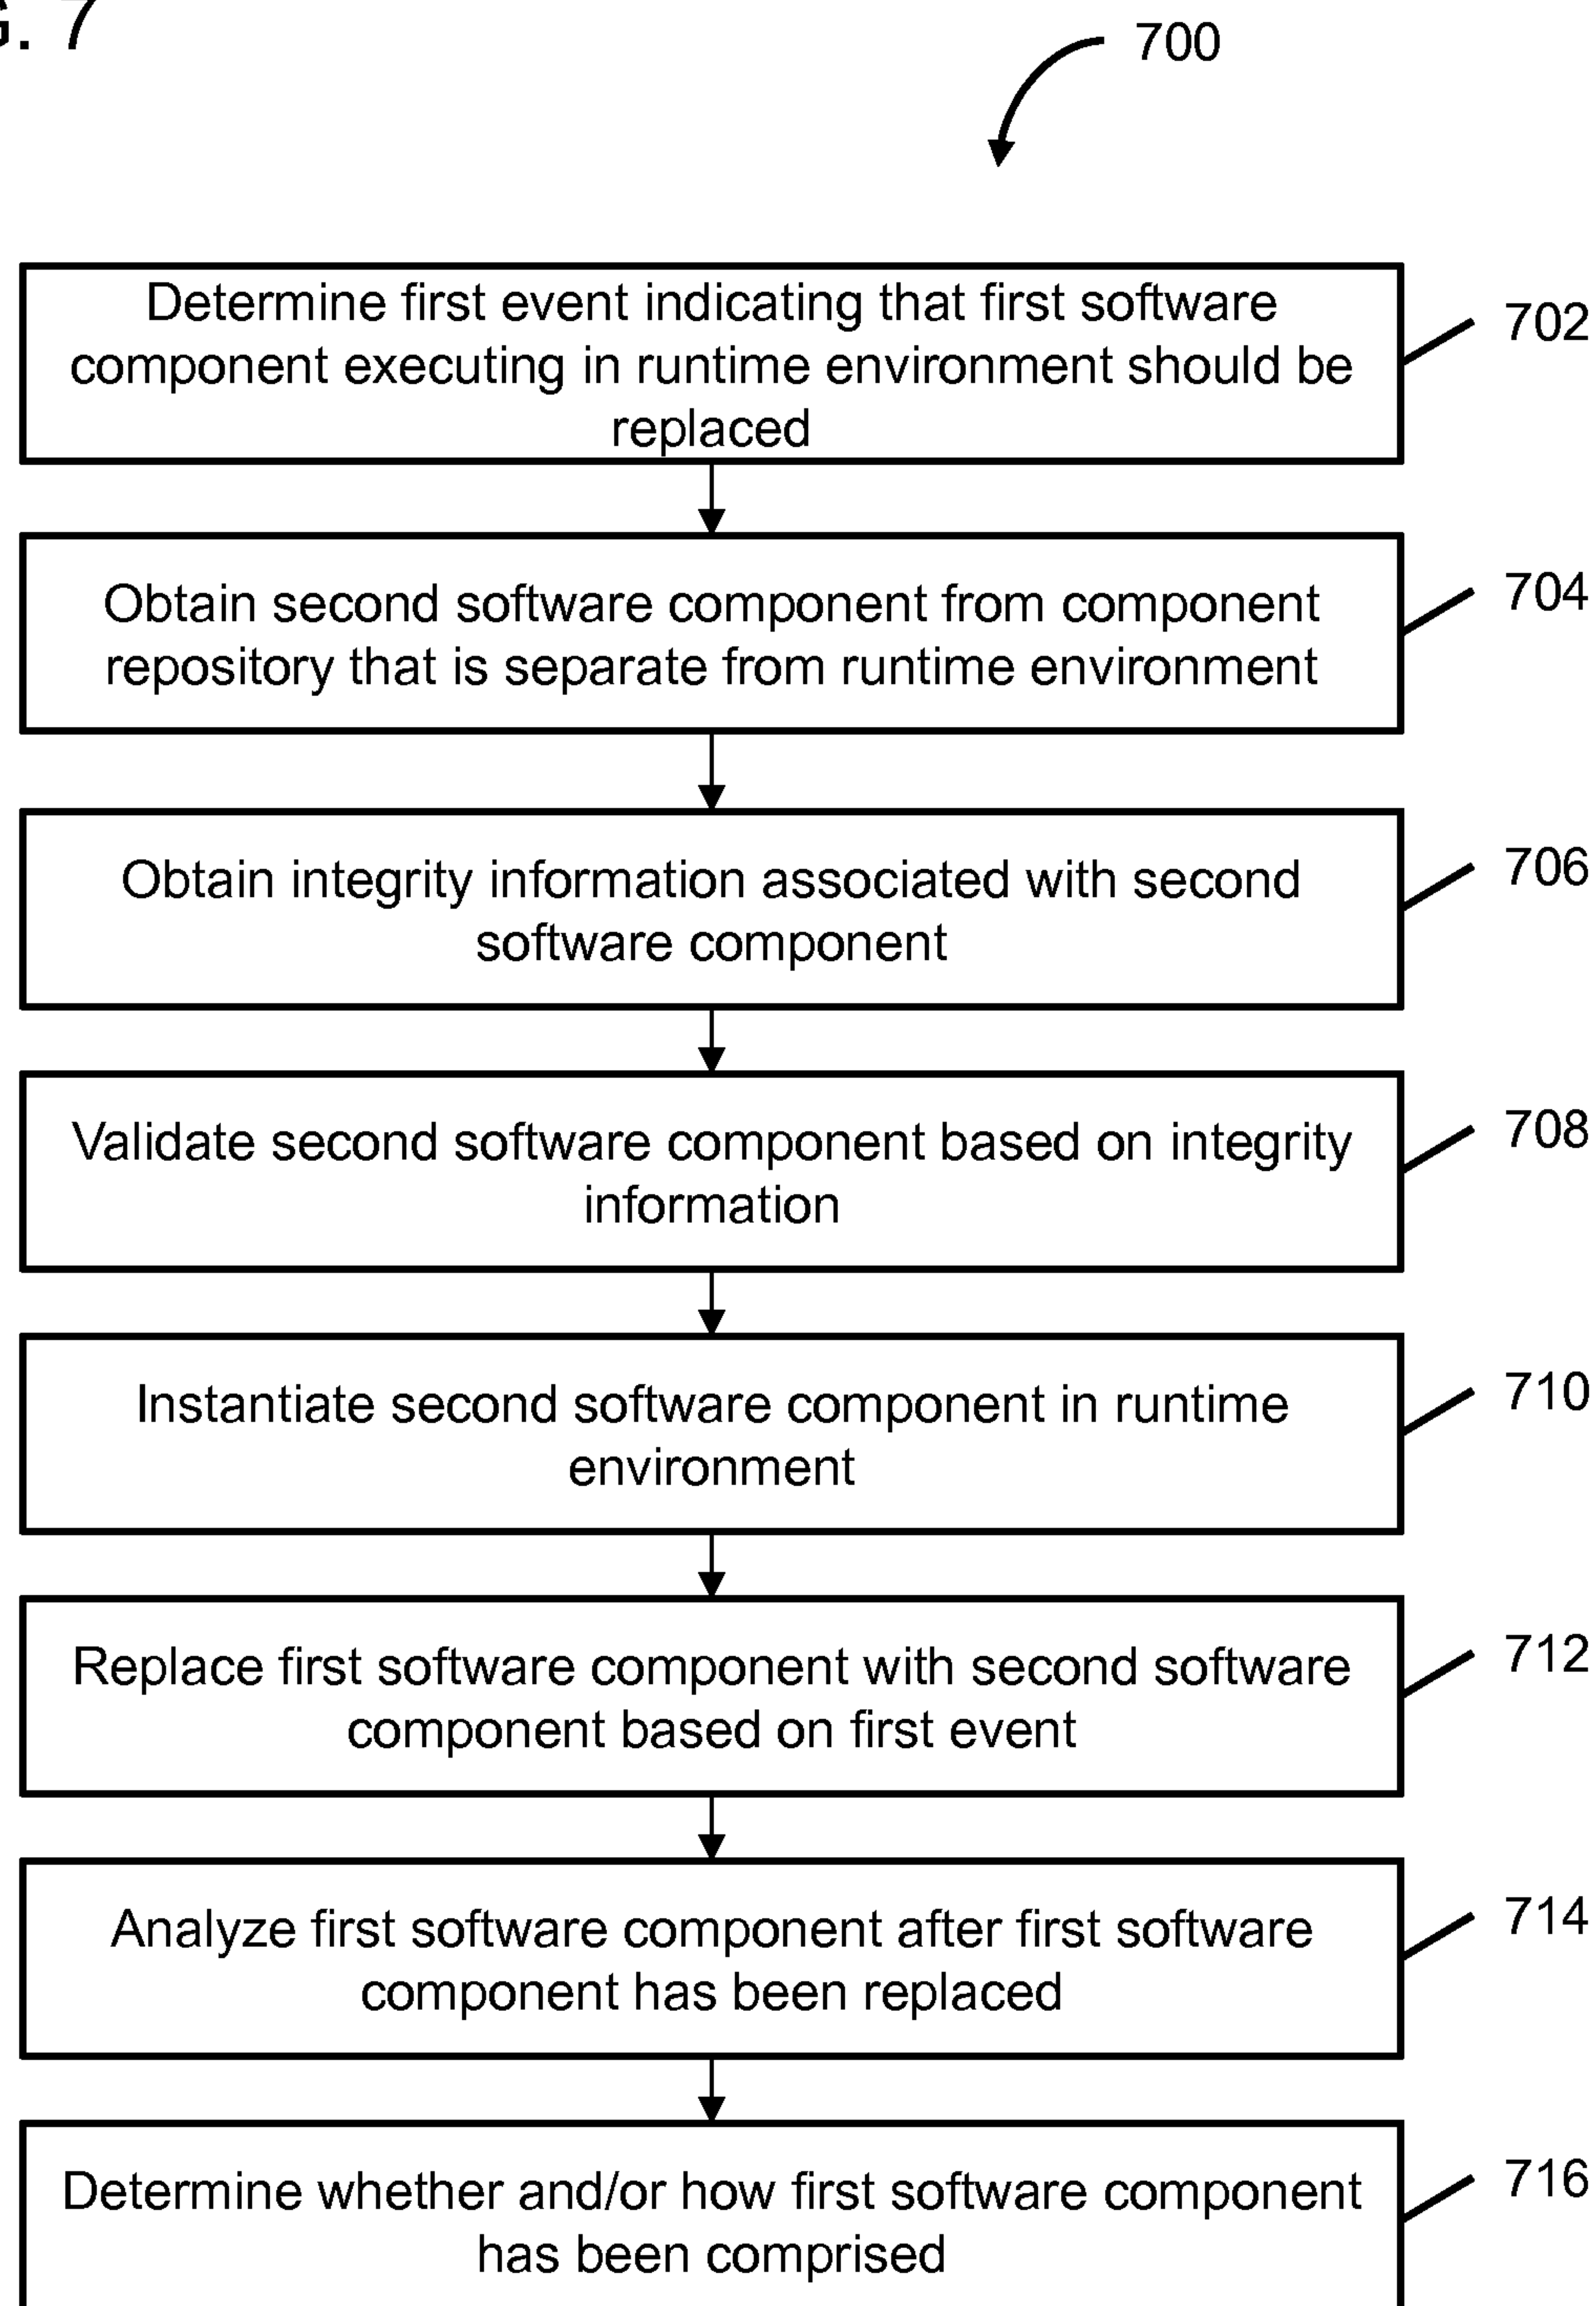 G. 7
700
Determine first event indicating that first software
component executing in runtime environment should be
replaced
702
Obtain second software component from component
repository that is separate from runtime environment
704
Obtain integrity information associated with second
software component
706
Validate second software component based on integrity
information
708
Instantiate second software component in runtime
environment
710
Replace first software component with second software
component based on first event
712
Analyze first software component after first software
component has been replaced
714
Determine whether and/or how first software component
has been comprised
716